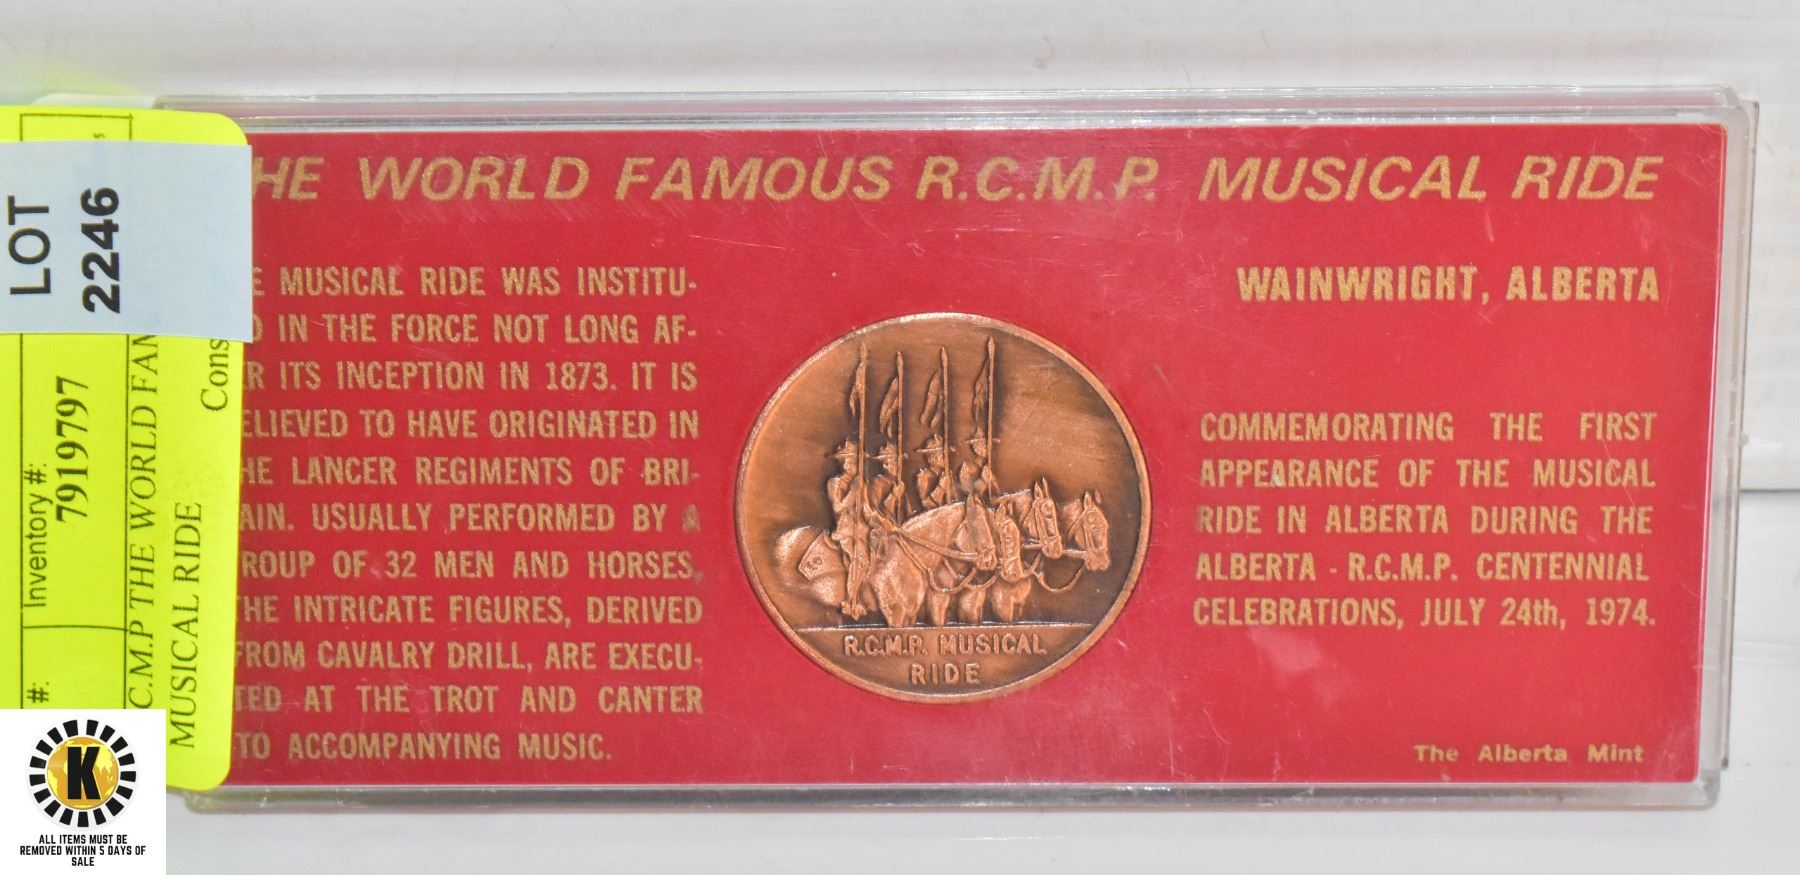 HE WORLD FAMOUS R.C.M.P. MUSICAL RIDE
E MUSICAL RIDE WAS INSTITU-
D IN THE FORCE NOT LONG AF-
R ITS INCEPTION IN 1873. IT IS
ELIEVED TO HAVE ORIGINATED IN
HE LANCER REGIMENTS OF BRI-
AIN. USUALLY PERFORMED BY A
ROUP OF 32 MEN AND HORSES,
HE INTRICATE FIGURES, DERIVED
FROM CAVALRY DRILL, ARE EXECU-
TED AT THE TROT AND CANTER
TO ACCOMPANYING MUSIC.
R.C.M.P. MUSICAL
RIDE
WAINWRIGHT, ALBERTA
COMMEMORATING THE FIRST
APPEARANCE OF THE MUSICAL
RIDE IN ALBERTA DURING THE
ALBERTA - R.C.M.P. CENTENNIAL
CELEBRATIONS, JULY 24th, 1974.
The Alberta Mint
LOT
2246
Inventory #:
7919797
#:
C.M.P THE WORLD FAM
MUSICAL RIDE
Cons
K
ALL ITEMS MUST BE
REMOVED WITHIN 5 DAYS OF
SALE